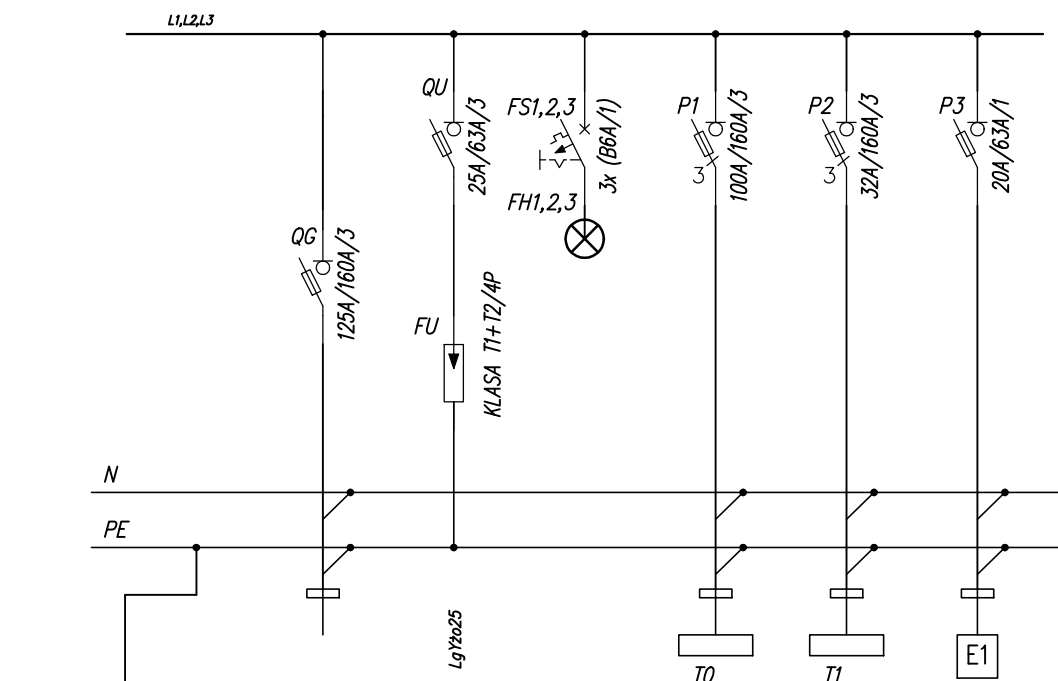 L1,L2,L3
QU
25A/63A/3
FS1,2,3
3x (B6A/1)
P1
3
100A/160A/3
P2
3
32A/160A/3
P3
20A/63A/1
FH1,2,3
QG
125A/160A/3
FU
KLASA T1+T2/4P
N
PE
LgYżo25
T0
T1
E1